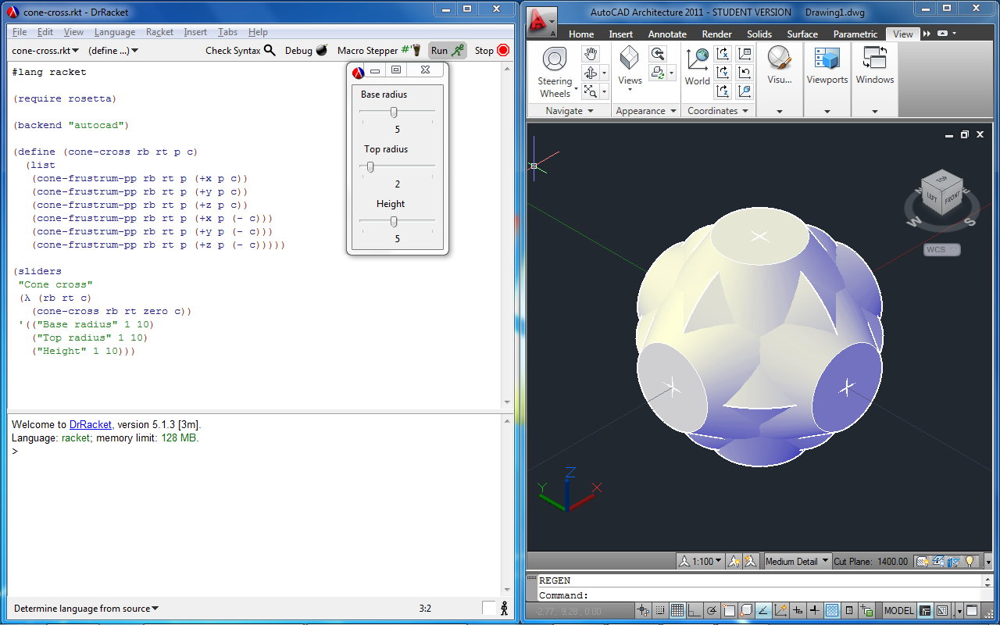 cone-cross.rkt - DrRacket
File Edit View Language Racket Insert Tabs Help
cone-cross.rkt (define ...) Check Syntax Debug Macro Stepper #' Run Stop
#lang racket
(require rosetta)
(backend "autocad")
(define (cone-cross rb rt p c)
  (list
   (cone-frustrum-pp rb rt p (+x p c))
   (cone-frustrum-pp rb rt p (+y p c))
   (cone-frustrum-pp rb rt p (+z p c))
   (cone-frustrum-pp rb rt p (+x p (- c)))
   (cone-frustrum-pp rb rt p (+y p (- c)))
   (cone-frustrum-pp rb rt p (+z p (- c)))))
(sliders
 "Cone cross"
 (λ (rb rt c)
   (cone-cross rb rt zero c))
 '(("Base radius" 1 10)
   ("Top radius" 1 10)
   ("Height" 1 10)))
Base radius
5
Top radius
2
Height
5
Welcome to DrRacket, version 5.1.3 [3m].
Language: racket; memory limit: 128 MB.
>
Determine language from source
3:2
AutoCAD Architecture 2011 - STUDENT VERSION Drawing1.dwg
A
Home Insert Annotate Render Solids Surface Parametric View
Steering
Wheels
Views
World
Visu...
Viewports
Windows
Navigate
Appearance
Coordinates
TOP
LEFT
FRONT
N
E
W
S
WCS
Z
Y
X
1:100
Medium Detail
Cut Plane: 1400.00
REGEN
Command:
-2.77, 9.28, 0.00
MODEL